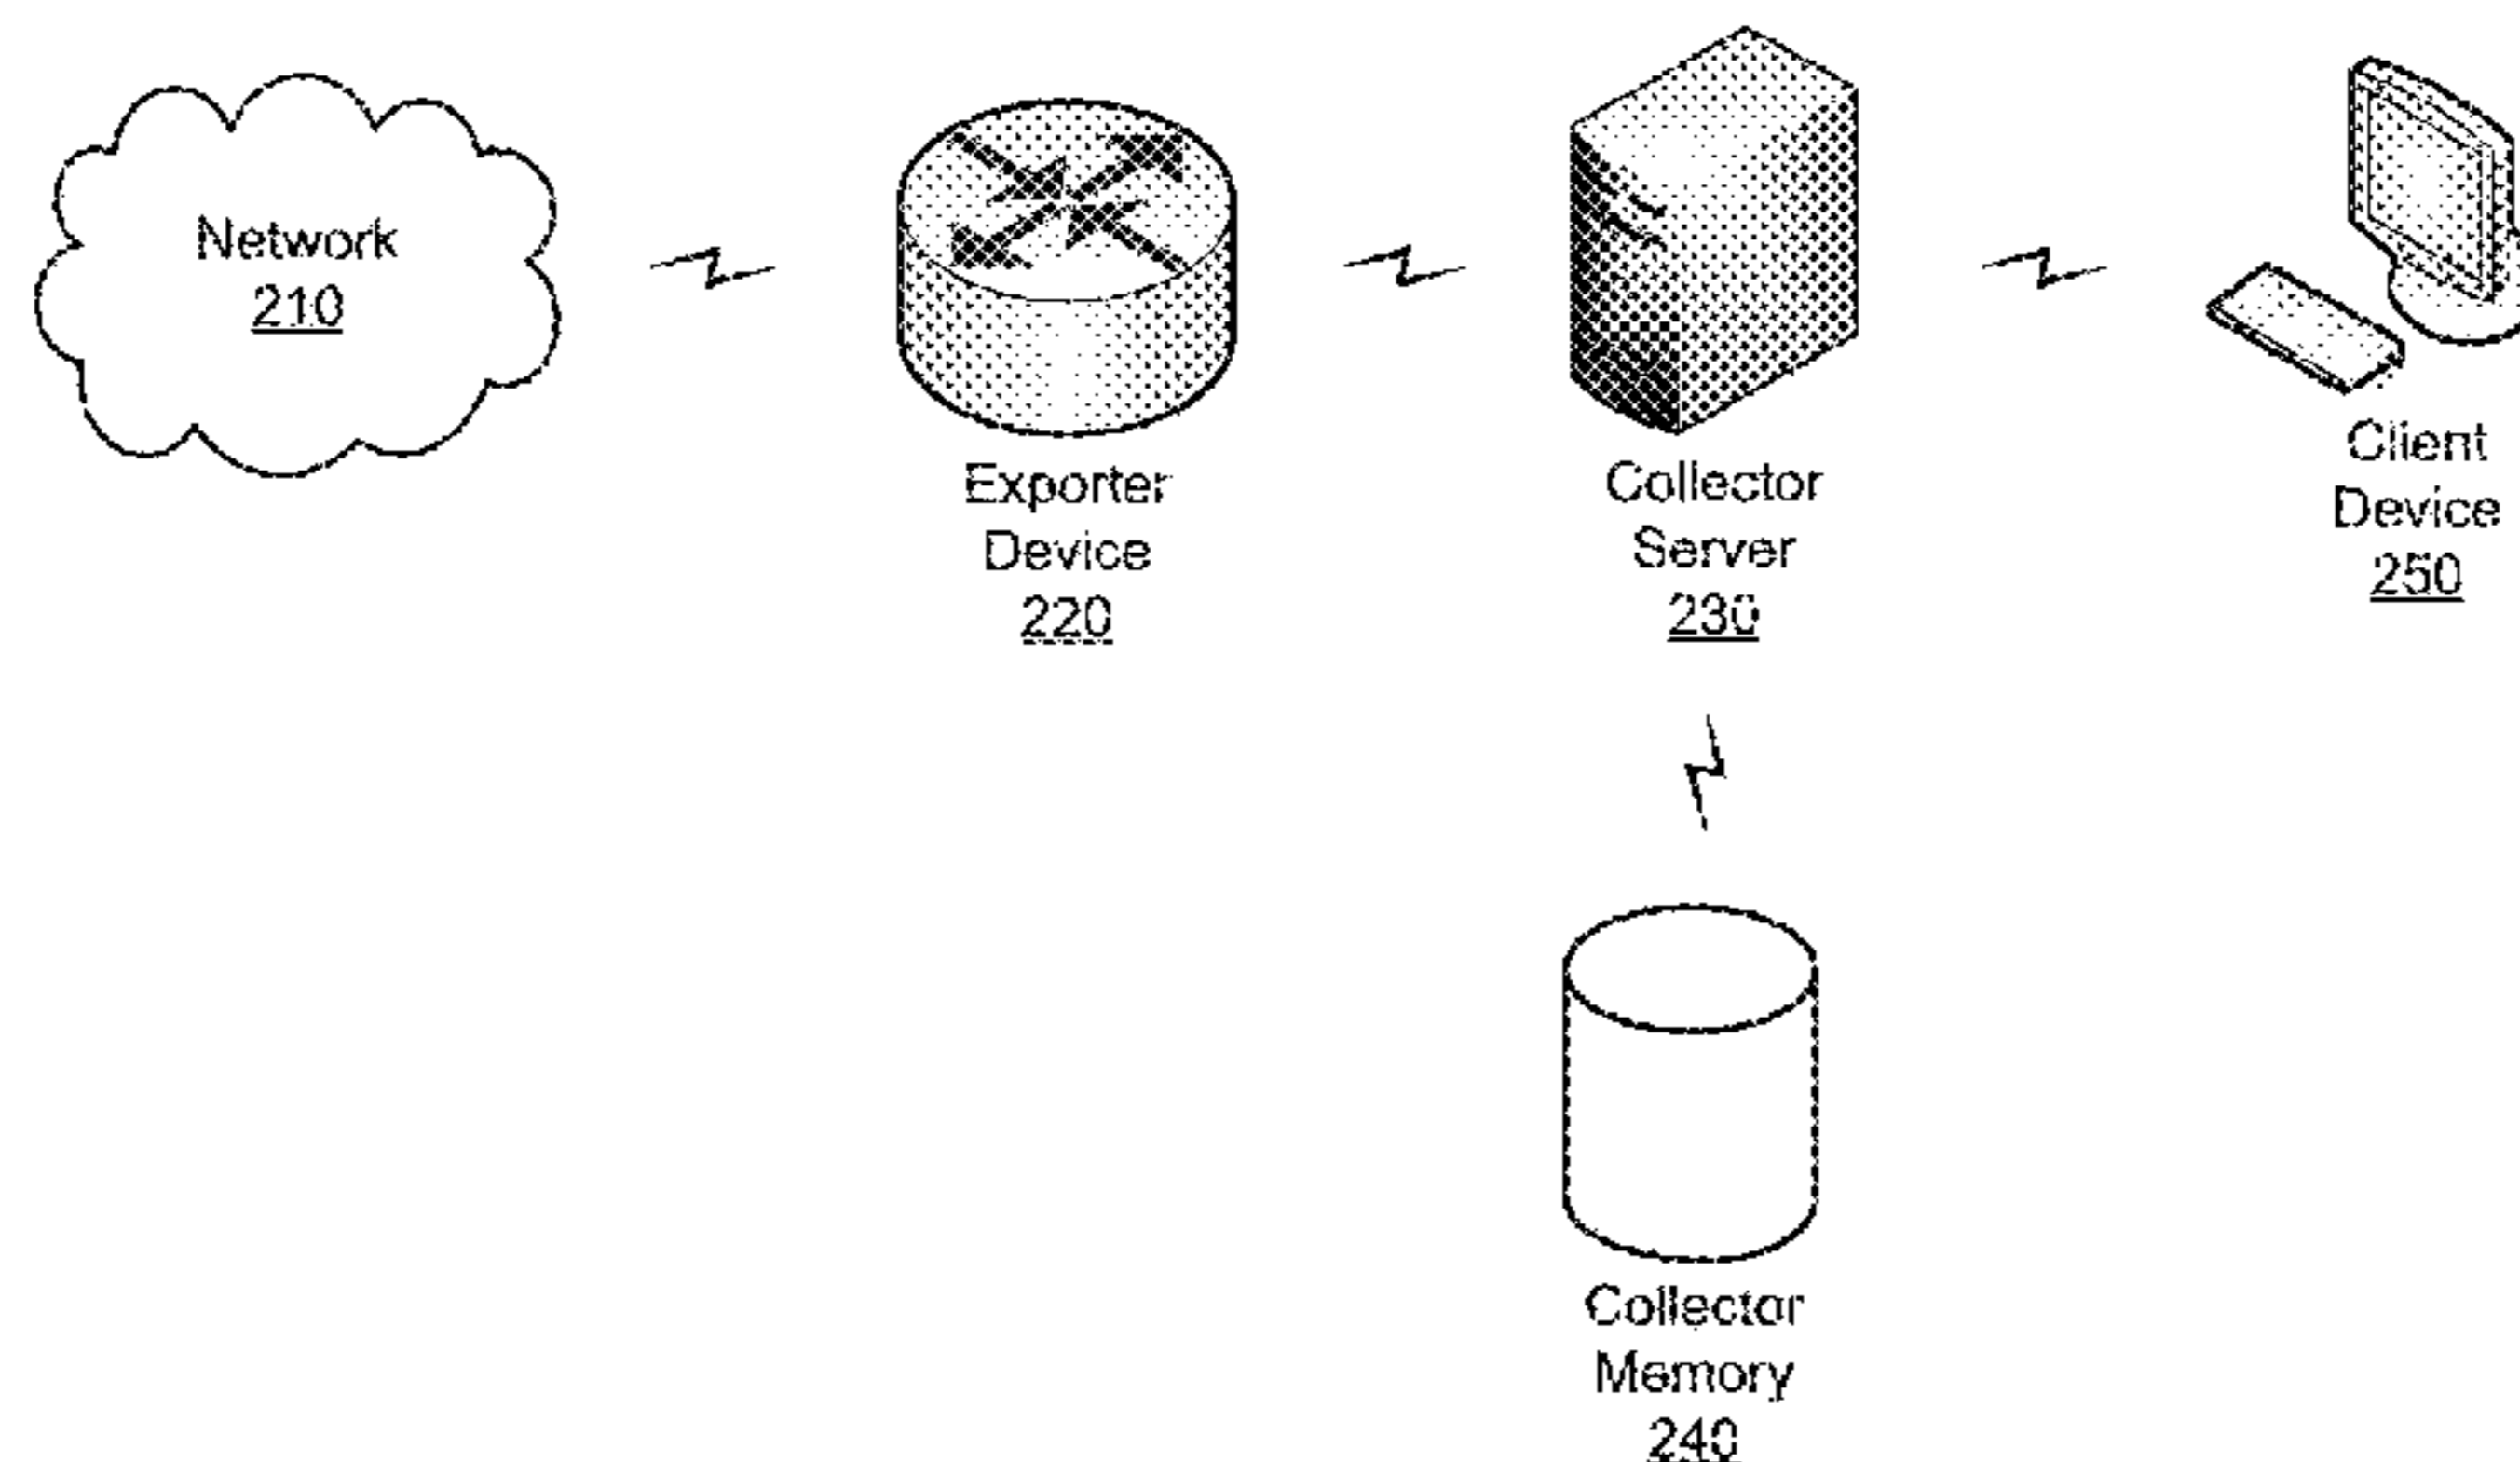 Network
210
Exporter
Device
220
Collector
Server
230
Client
Device
250
Collector
Memory
240